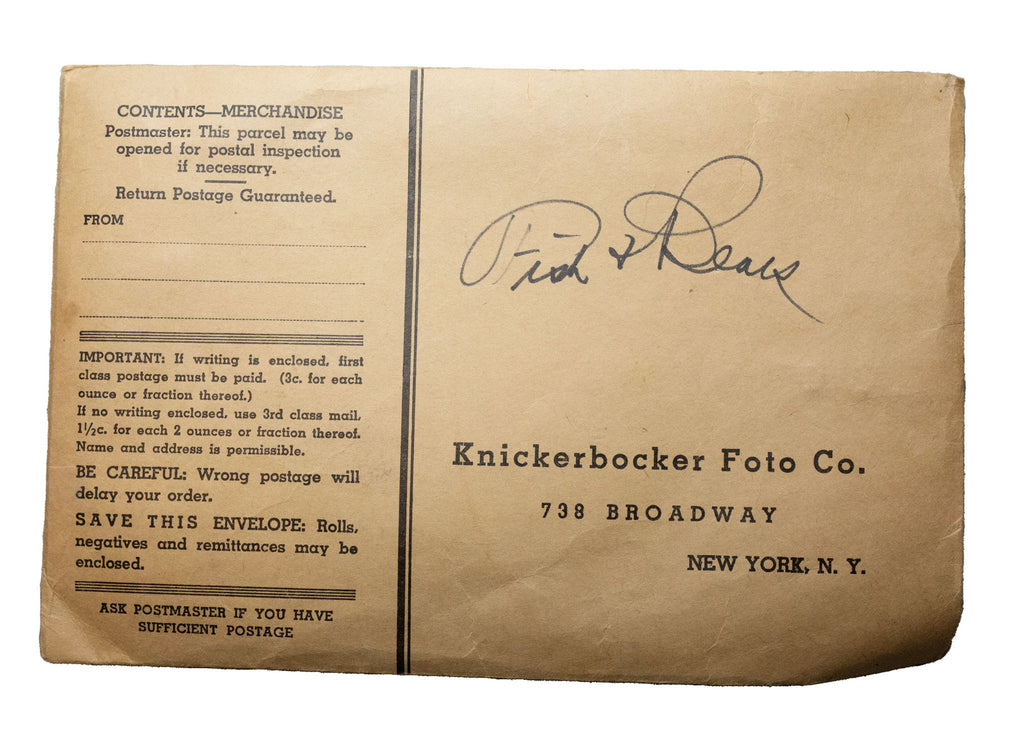 CONTENTS—MERCHANDISE
Postmaster: This parcel may be
opened for postal inspection
if necessary.
Return Postage Guaranteed.
FROM
IMPORTANT: If writing is enclosed, first
class postage must be paid. (3c. for each
ounce or fraction thereof.)
If no writing enclosed, use 3rd class mail,
1½c. for each 2 ounces or fraction thereof.
Name and address is permissible.
BE CAREFUL: Wrong postage will
delay your order.
SAVE THIS ENVELOPE: Rolls,
negatives and remittances may be
enclosed.
ASK POSTMASTER IF YOU HAVE
SUFFICIENT POSTAGE
Fish & Bears
Knickerbocker Foto Co.
738 BROADWAY
NEW YORK, N. Y.